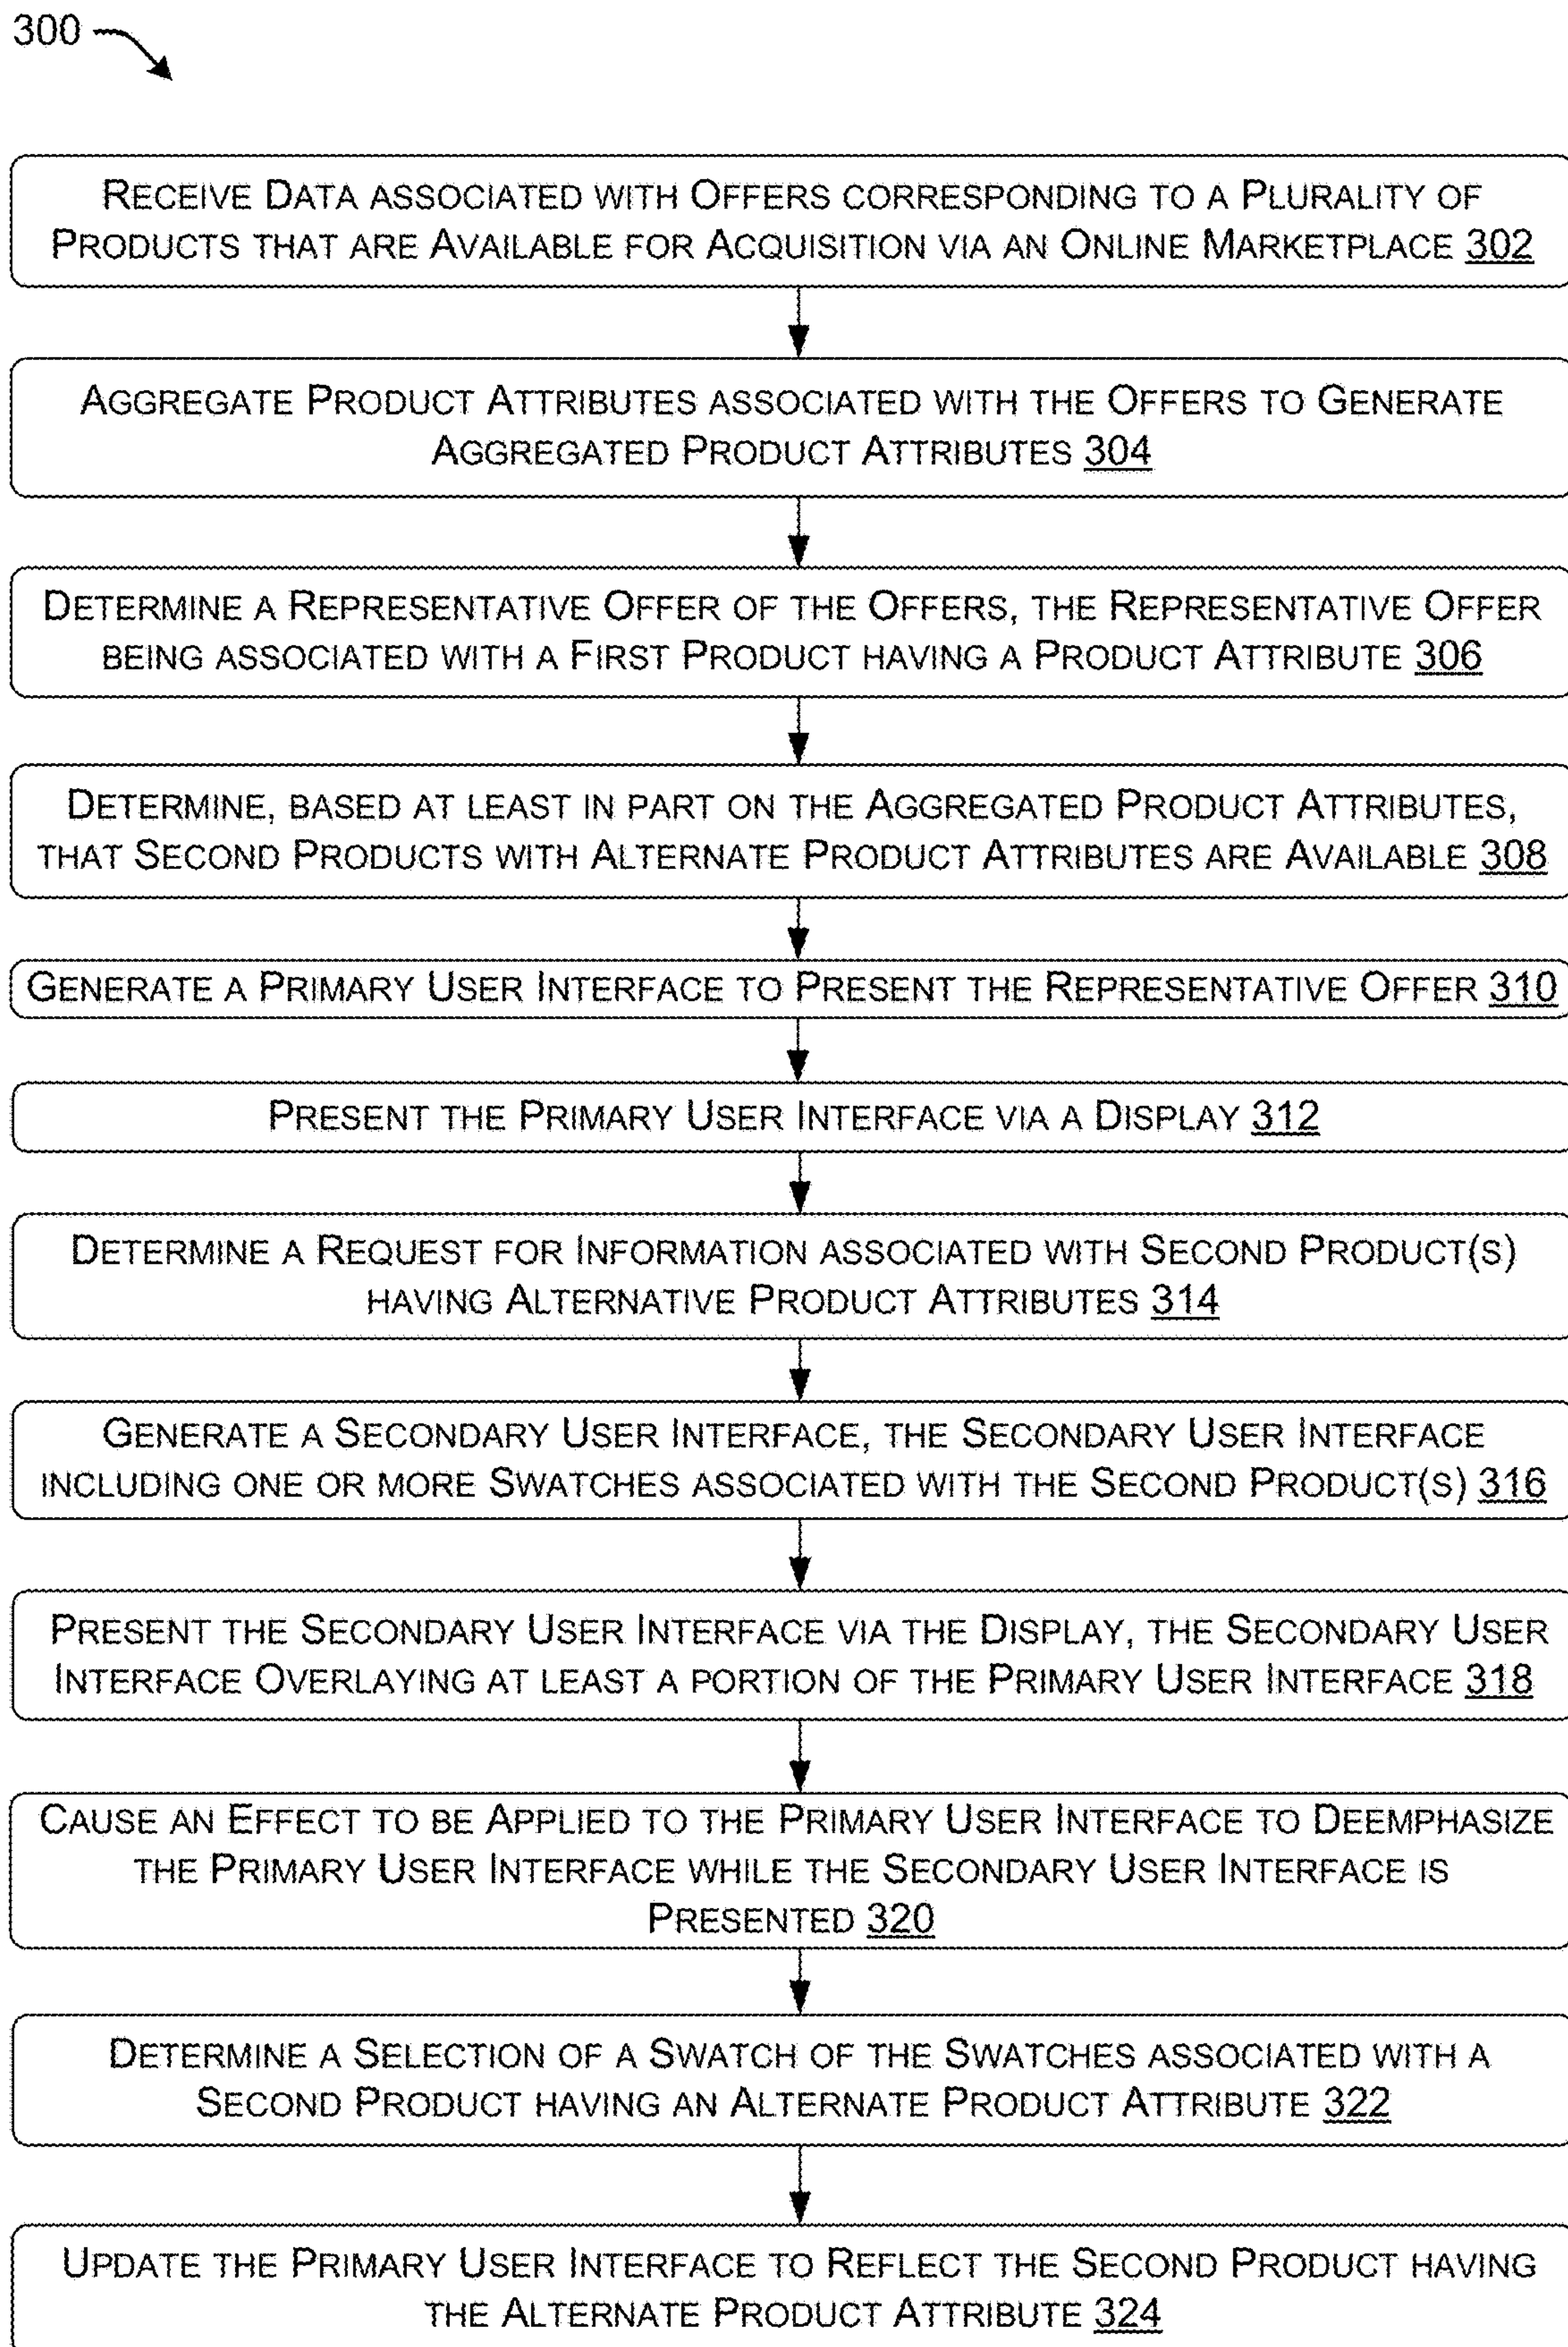 300
RECEIVE DATA ASSOCIATED WITH OFFERS CORRESPONDING TO A PLURALITY OF
PRODUCTS THAT ARE AVAILABLE FOR ACQUISITION VIA AN ONLINE MARKETPLACE 302
AGGREGATE PRODUCT ATTRIBUTES ASSOCIATED WITH THE OFFERS TO GENERATE
AGGREGATED PRODUCT ATTRIBUTES 304
DETERMINE A REPRESENTATIVE OFFER OF THE OFFERS, THE REPRESENTATIVE OFFER
BEING ASSOCIATED WITH A FIRST PRODUCT HAVING A PRODUCT ATTRIBUTE 306
DETERMINE, BASED AT LEAST IN PART ON THE AGGREGATED PRODUCT ATTRIBUTES,
THAT SECOND PRODUCTS WITH ALTERNATE PRODUCT ATTRIBUTES ARE AVAILABLE 308
GENERATE A PRIMARY USER INTERFACE TO PRESENT THE REPRESENTATIVE OFFER 310
PRESENT THE PRIMARY USER INTERFACE VIA A DISPLAY 312
DETERMINE A REQUEST FOR INFORMATION ASSOCIATED WITH SECOND PRODUCT(S)
HAVING ALTERNATIVE PRODUCT ATTRIBUTES 314
GENERATE A SECONDARY USER INTERFACE, THE SECONDARY USER INTERFACE
INCLUDING ONE OR MORE SWATCHES ASSOCIATED WITH THE SECOND PRODUCT(S) 316
PRESENT THE SECONDARY USER INTERFACE VIA THE DISPLAY, THE SECONDARY USER
INTERFACE OVERLAYING AT LEAST A PORTION OF THE PRIMARY USER INTERFACE 318
CAUSE AN EFFECT TO BE APPLIED TO THE PRIMARY USER INTERFACE TO DEEMPHASIZE
THE PRIMARY USER INTERFACE WHILE THE SECONDARY USER INTERFACE IS
PRESENTED 320
DETERMINE A SELECTION OF A SWATCH OF THE SWATCHES ASSOCIATED WITH A
SECOND PRODUCT HAVING AN ALTERNATE PRODUCT ATTRIBUTE 322
UPDATE THE PRIMARY USER INTERFACE TO REFLECT THE SECOND PRODUCT HAVING
THE ALTERNATE PRODUCT ATTRIBUTE 324